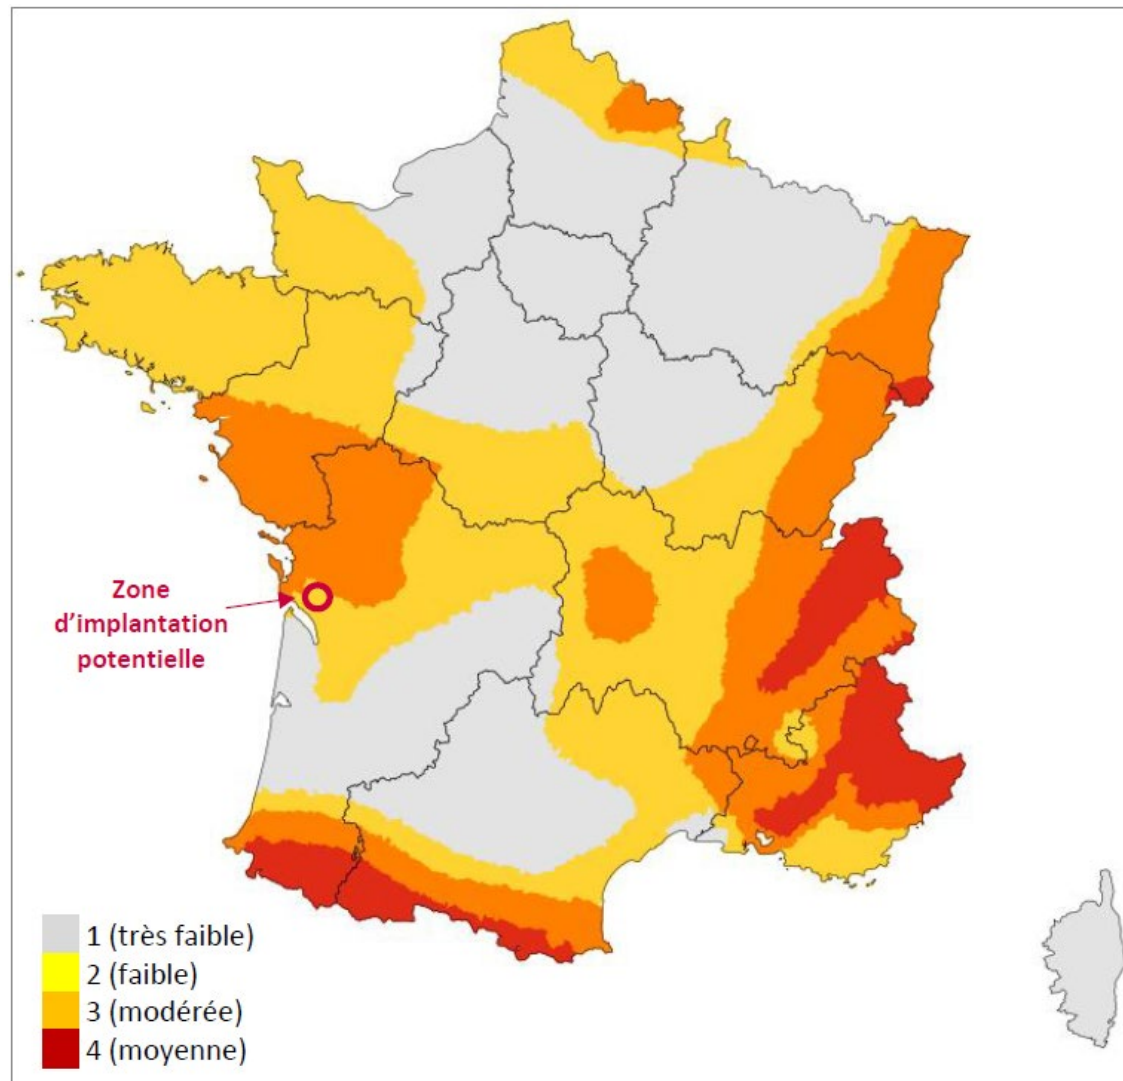 Zone
d’implantation
potentielle
1 (très faible)
2 (faible)
3 (modérée)
4 (moyenne)